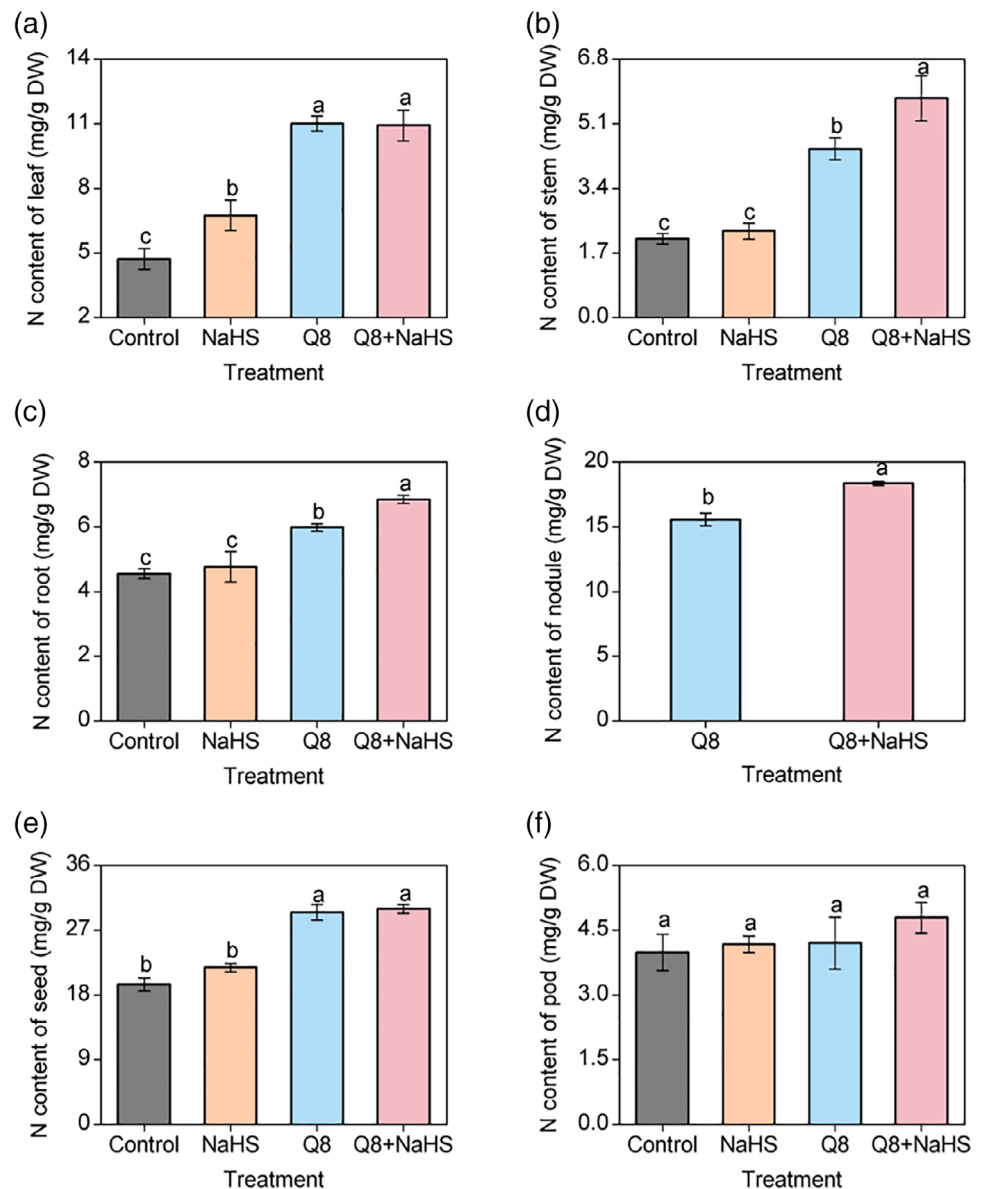 (a)
N content of leaf (mg/g DW)
14
11
8
5
2
c
b
a
a
Control NaHS Q8 Q8+NaHS
Treatment
(b)
N content of stem (mg/g DW)
6.8
5.1
3.4
1.7
0.0
c
c
b
a
Control NaHS Q8 Q8+NaHS
Treatment
(c)
N content of root (mg/g DW)
8
6
4
2
0
c
c
b
a
Control NaHS Q8 Q8+NaHS
Treatment
(d)
N content of nodule (mg/g DW)
20
15
10
5
0
b
a
Q8 Q8+NaHS
Treatment
(e)
N content of seed (mg/g DW)
36
27
18
9
0
b
b
a
a
Control NaHS Q8 Q8+NaHS
Treatment
(f)
N content of pod (mg/g DW)
6.0
4.5
3.0
1.5
0.0
a
a
a
a
Control NaHS Q8 Q8+NaHS
Treatment